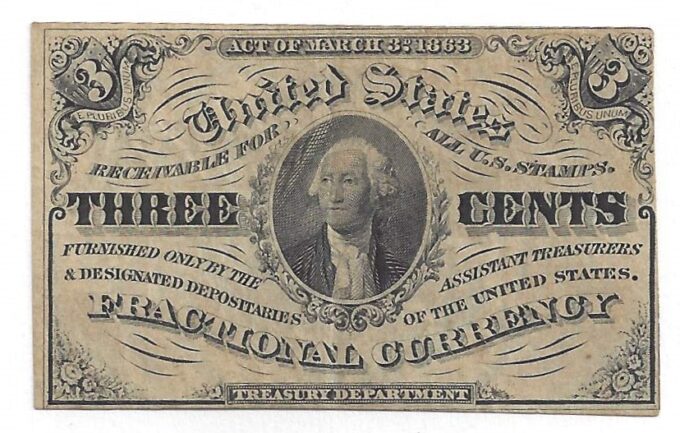 ACT OF MARCH 3D. 1863
3 3
E PLURIBUS UNUM E PLURIBUS UNUM
United States
RECEIVABLE FOR ALL U.S. STAMPS.
THREE CENTS
FURNISHED ONLY BY THE ASSISTANT TREASURERS
& DESIGNATED DEPOSITARIES OF THE UNITED STATES.
FRACTIONAL CURRENCY
TREASURY DEPARTMENT